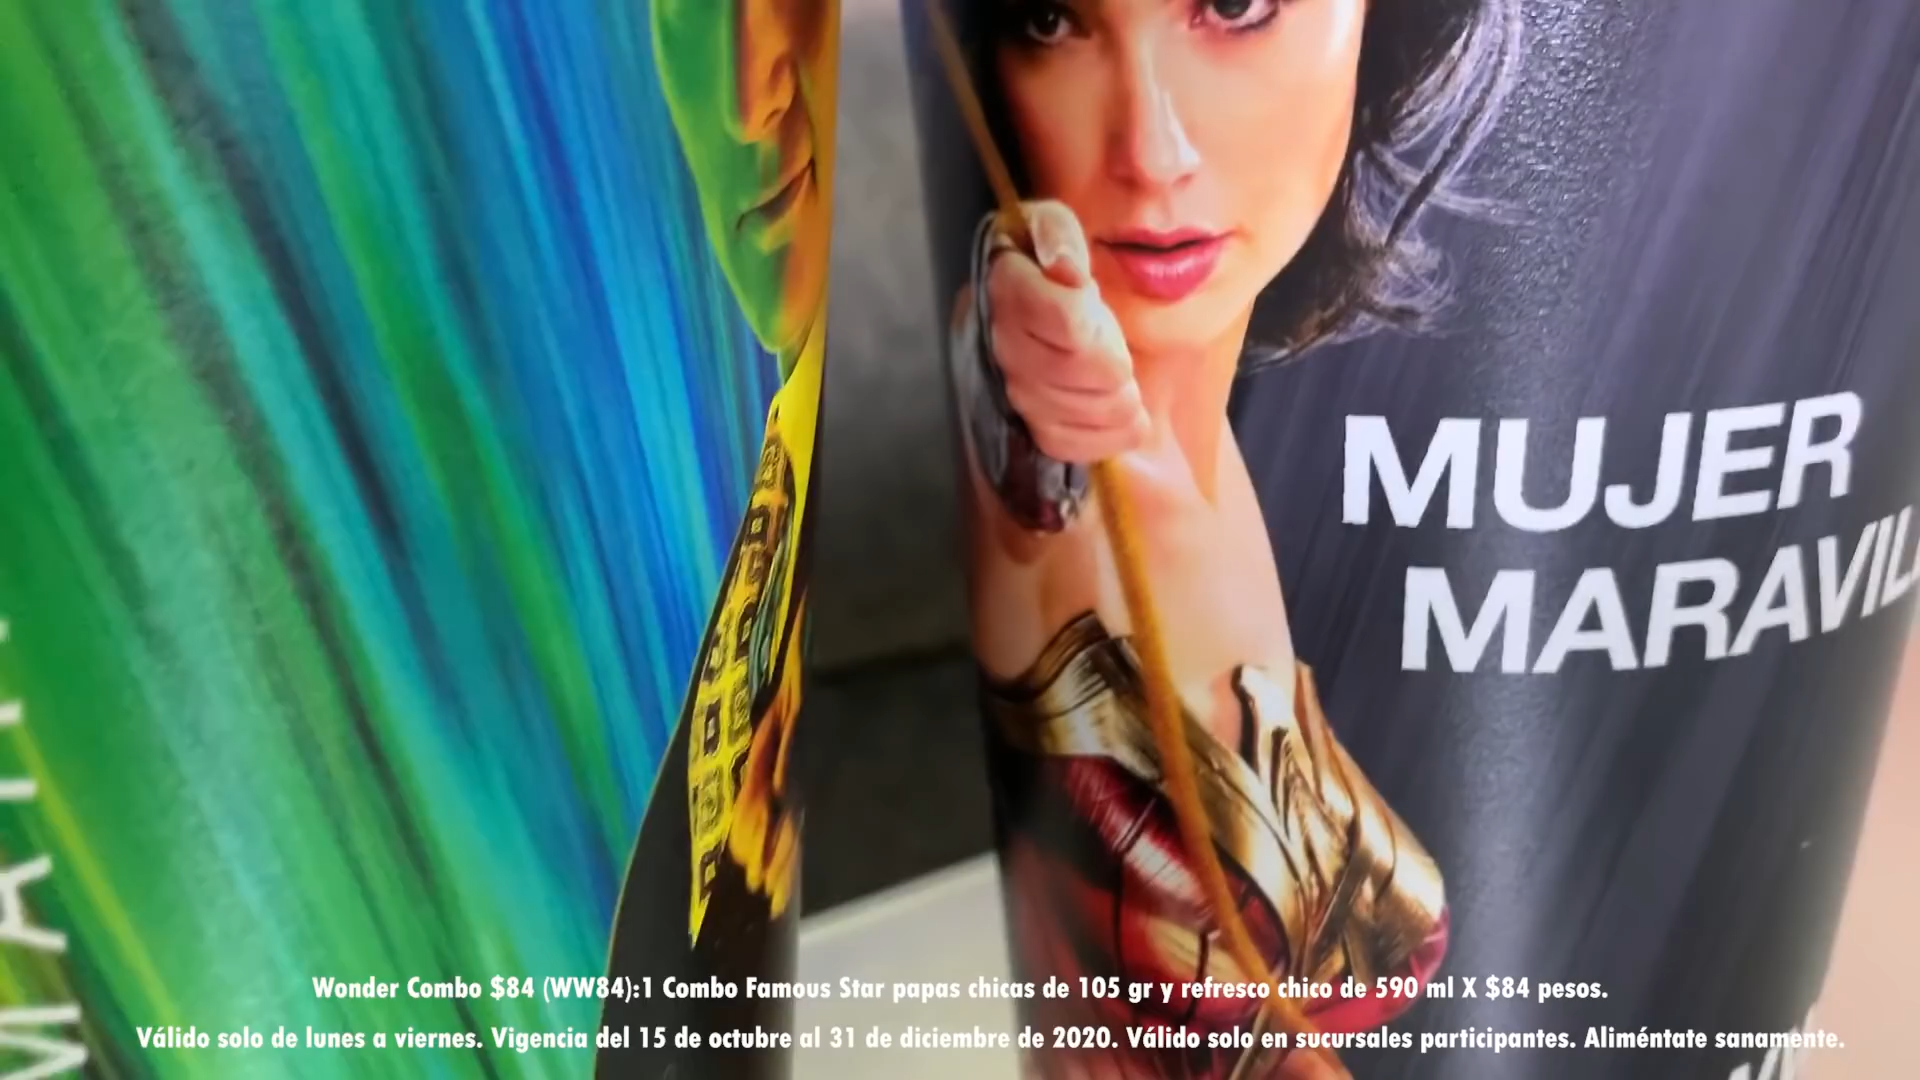 MUJER
MARAVIL
Wonder Combo $84 (WW84):1 Combo Famous Star papas chicas de 105 gr y refresco chico de 590 ml X $84 pesos.
Válido solo de lunes a viernes. Vigencia del 15 de octubre al 31 de diciembre de 2020. Válido solo en sucursales participantes. Aliméntate sanamente.